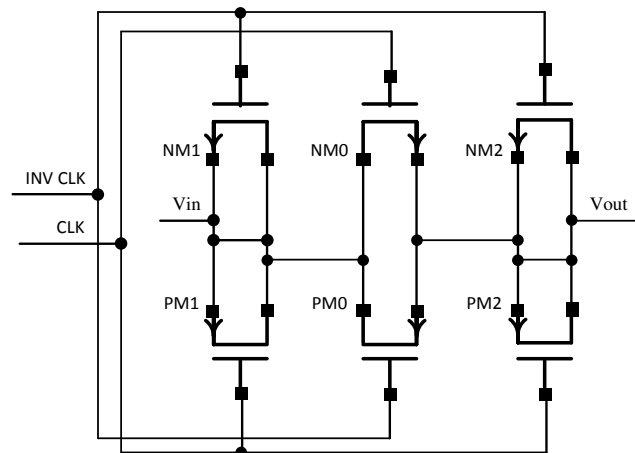 NM1
NM0
NM2
INV CLK
Vin
Vout
CLK
PM1
PM0
PM2